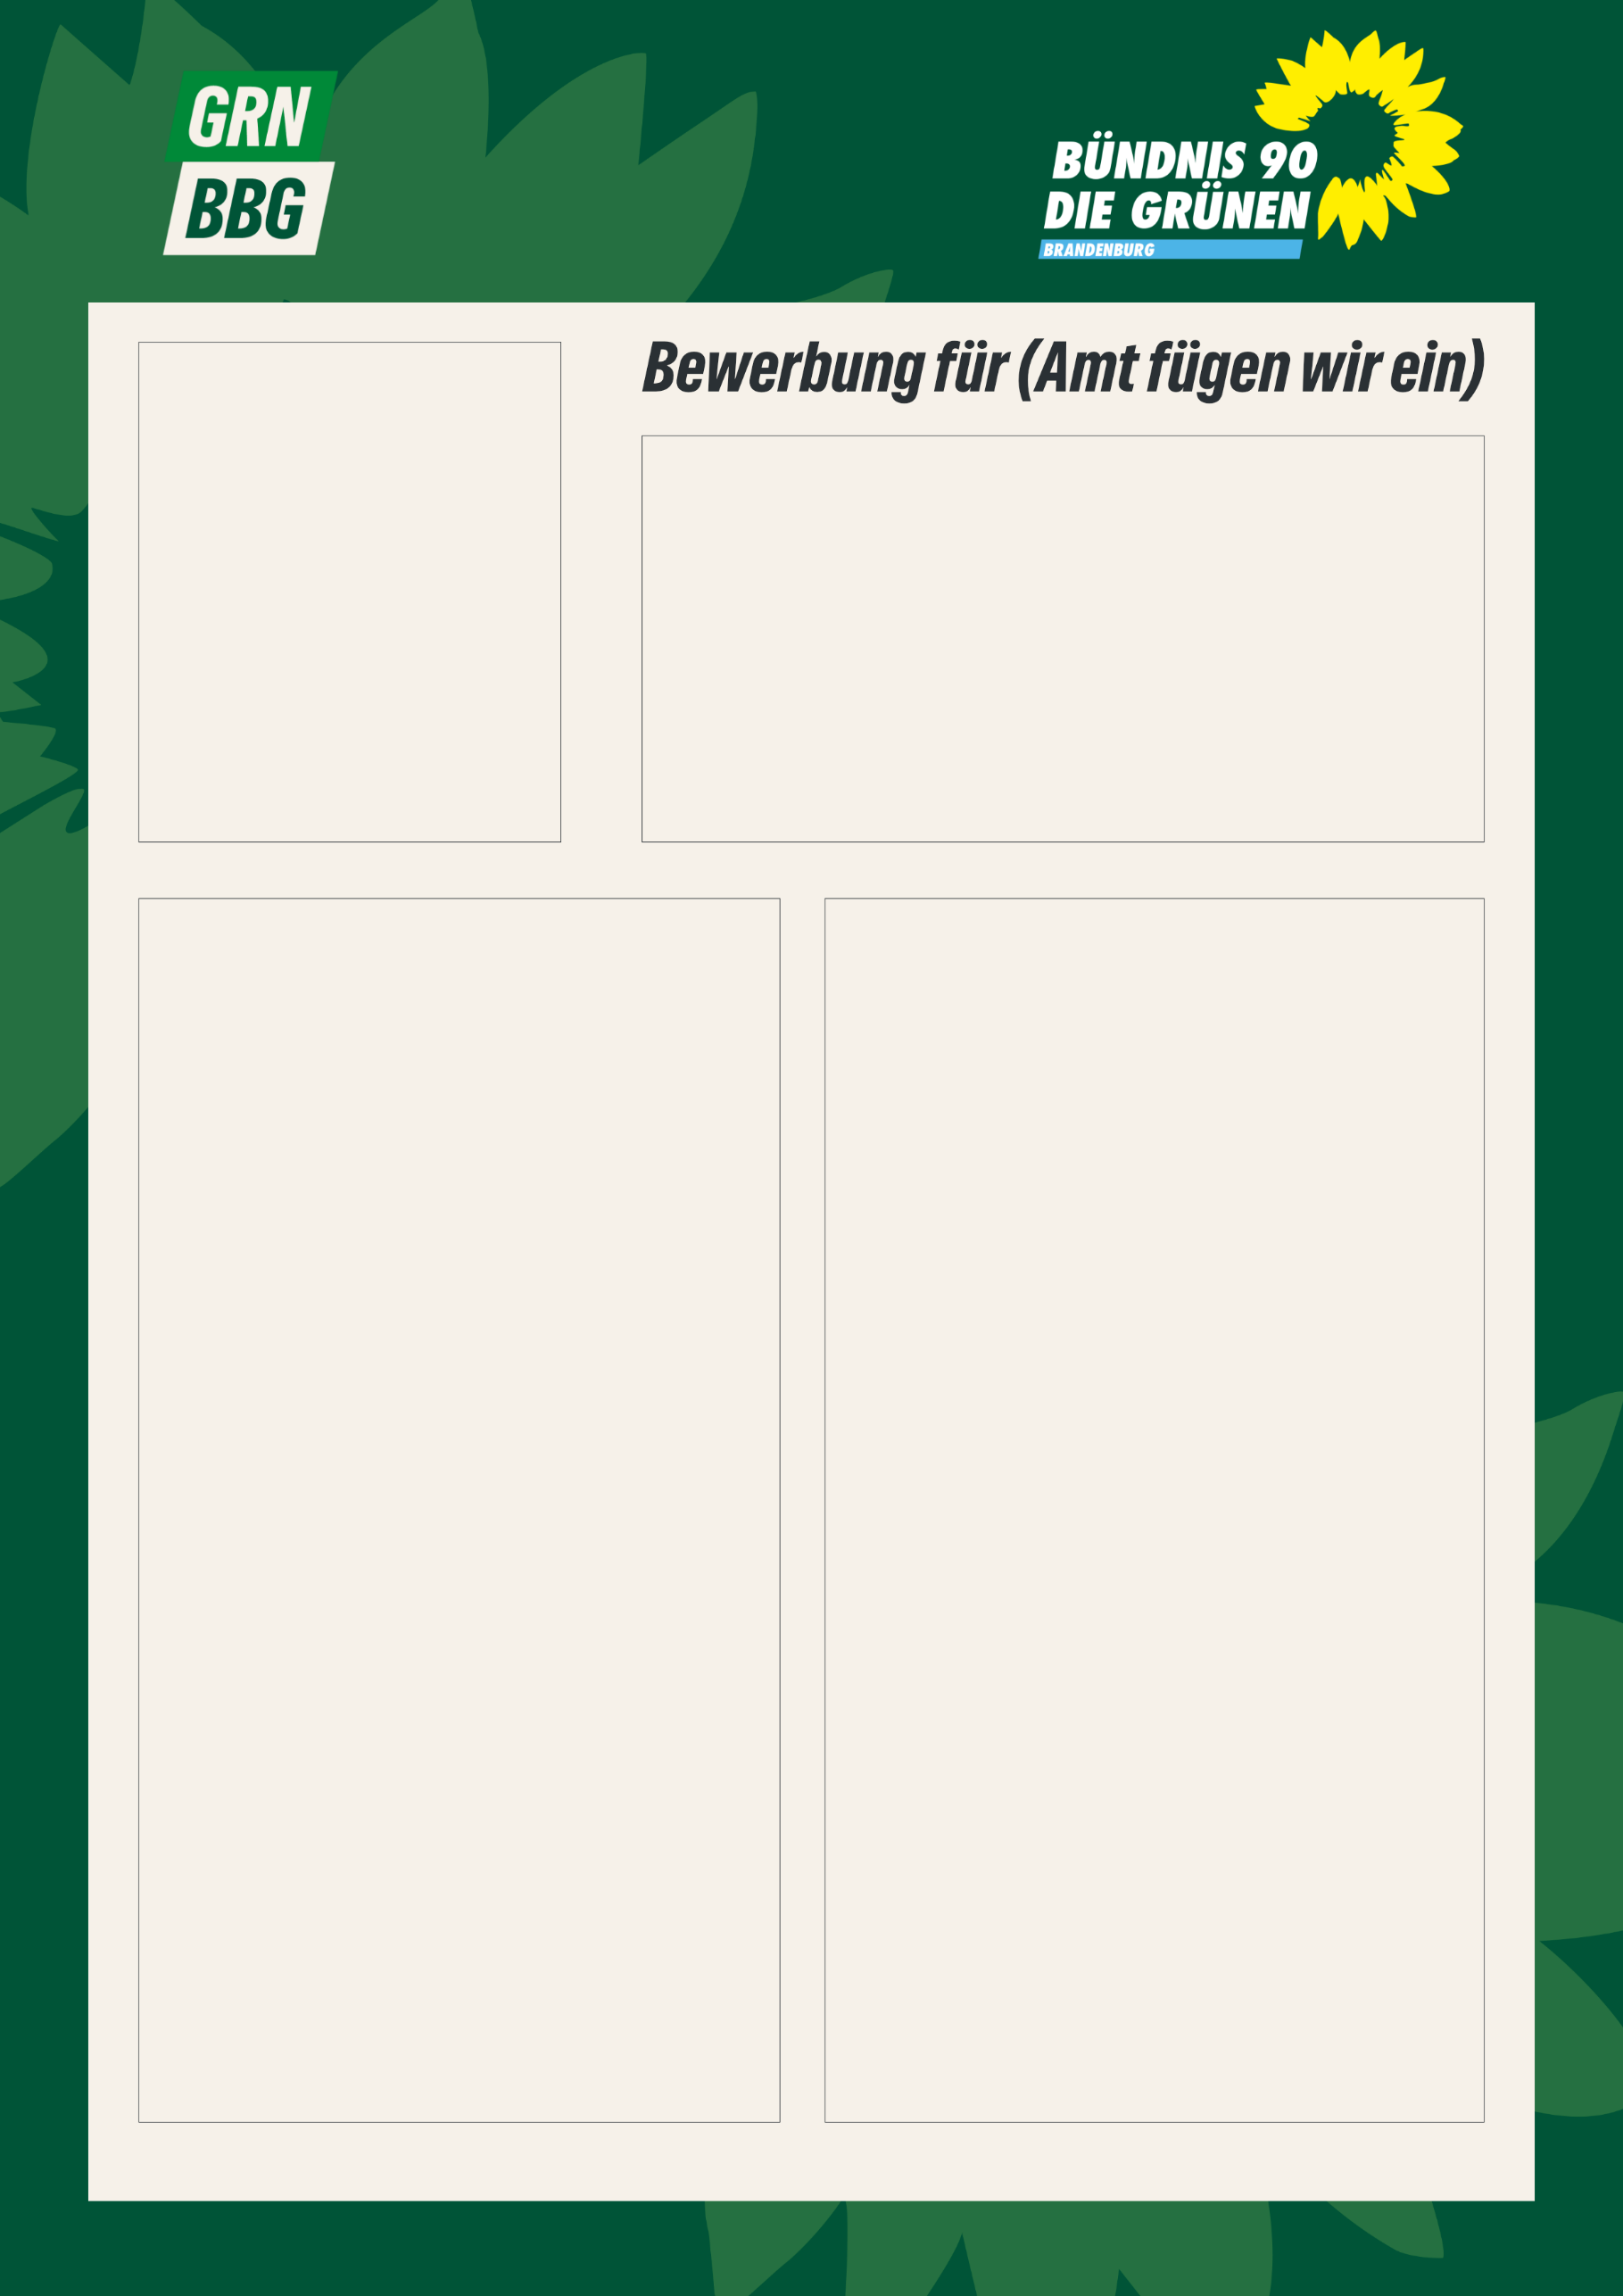 GRN
BBG
BÜNDNIS 90
DIE GRÜNEN
BRANDENBURG
Bewerbung für (Amt fügen wir ein)